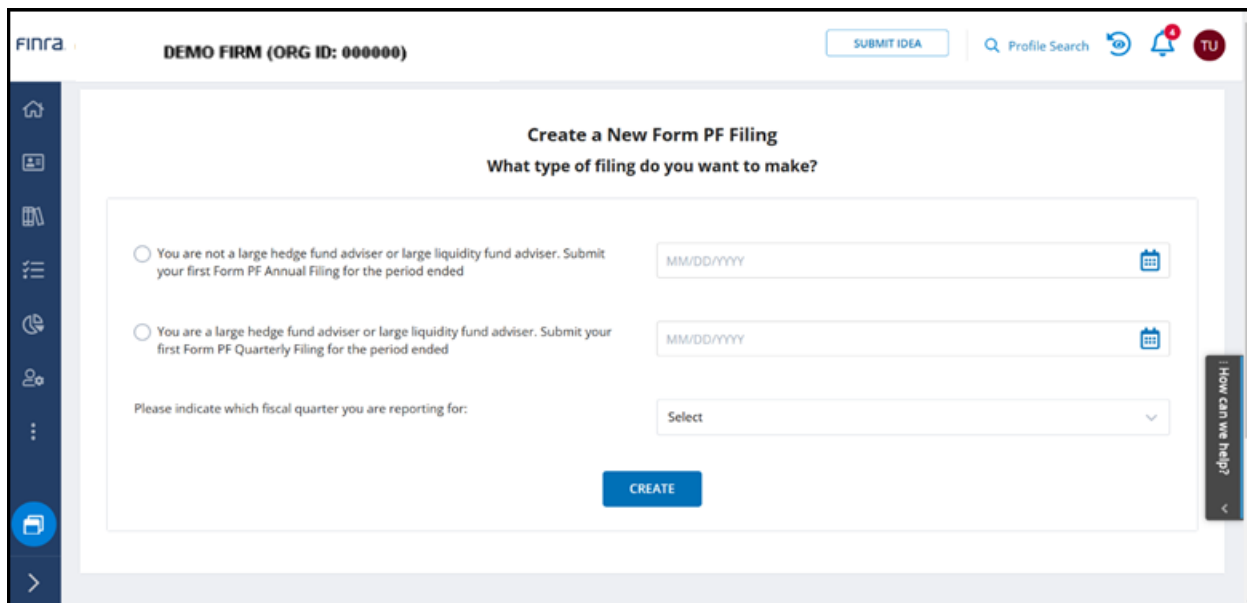 FINRA
DEMO FIRM (ORG ID: 000000)
SUBMIT IDEA
Profile Search
4
TU
Create a New Form PF Filing
What type of filing do you want to make?
You are not a large hedge fund adviser or large liquidity fund adviser. Submit
your first Form PF Annual Filing for the period ended
MM/DD/YYYY
You are a large hedge fund adviser or large liquidity fund adviser. Submit your
first Form PF Quarterly Filing for the period ended
MM/DD/YYYY
Please indicate which fiscal quarter you are reporting for:
Select
CREATE
How can we help?